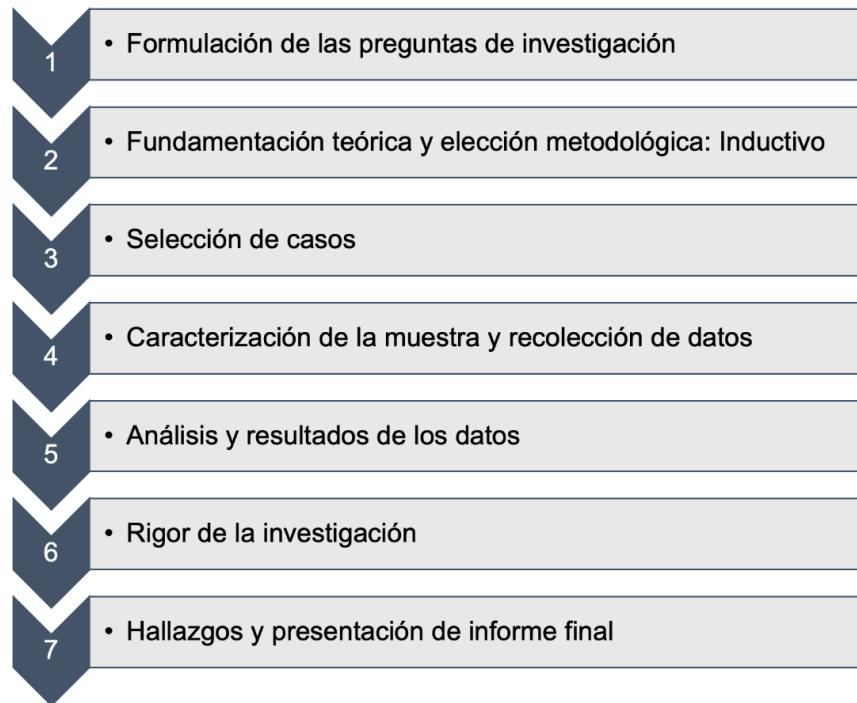 1 • Formulación de las preguntas de investigación
2 • Fundamentación teórica y elección metodológica: Inductivo
3 • Selección de casos
4 • Caracterización de la muestra y recolección de datos
5 • Análisis y resultados de los datos
6 • Rigor de la investigación
7 • Hallazgos y presentación de informe final